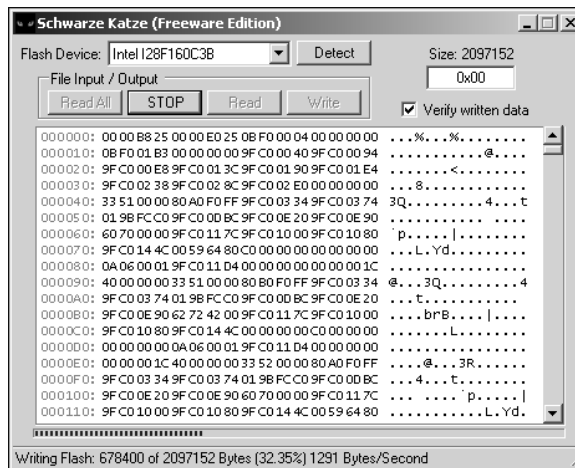 Schwarze Katze (Freeware Edition)
Flash Device: Intel I28F160C3B Detect Size: 2097152
File Input / Output 0x00
Read All STOP Read Write Verify written data
000000: 00 00 B8 25 00 00 E0 25 0B F0 00 04 00 00 00 00 ...%...%........
000010: 0B F0 01 B3 00 00 00 00 9F C0 00 40 9F C0 00 94 ...........@....
000020: 9F C0 00 E8 9F C0 01 3C 9F C0 01 90 9F C0 01 E4 .......<........
000030: 9F C0 02 38 9F C0 02 8C 9F C0 02 E0 00 00 00 00 ...8............
000040: 33 51 00 00 80 A0 F0 FF 9F C0 03 34 9F C0 03 74 3Q.........4...t
000050: 01 9B FC C0 9F C0 0D BC 9F C0 0E 20 9F C0 0E 90 ........... ....
000060: 60 70 00 00 9F C0 11 7C 9F C0 10 00 9F C0 10 80 `p.....|........
000070: 9F C0 14 4C 00 59 64 80 C0 00 00 00 00 00 00 00 ...L.Yd.........
000080: 0A 06 00 01 9F C0 11 D4 00 00 00 00 00 00 00 1C ................
000090: 40 00 00 00 33 51 00 00 80 B0 F0 FF 9F C0 03 34 @...3Q.........4
0000A0: 9F C0 03 74 01 9B FC C0 9F C0 0D BC 9F C0 0E 20 ...t...........
0000B0: 9F C0 0E 90 62 72 42 00 9F C0 11 7C 9F C0 10 00 ....brB....|....
0000C0: 9F C0 10 80 9F C0 14 4C 00 00 00 00 C0 00 00 00 .......L........
0000D0: 00 00 00 00 0A 06 00 01 9F C0 11 D4 00 00 00 00 ................
0000E0: 00 00 00 1C 40 00 00 00 33 52 00 00 80 A0 F0 FF ....@...3R......
0000F0: 9F C0 03 34 9F C0 03 74 01 9B FC C0 9F C0 0D BC ...4...t........
000100: 9F C0 0E 20 9F C0 0E 90 60 70 00 00 9F C0 11 7C ... ....`p.....|
000110: 9F C0 10 00 9F C0 10 80 9F C0 14 4C 00 59 64 80 ...........L.Yd.
Writing Flash: 678400 of 2097152 Bytes (32.35%) 1291 Bytes/Second